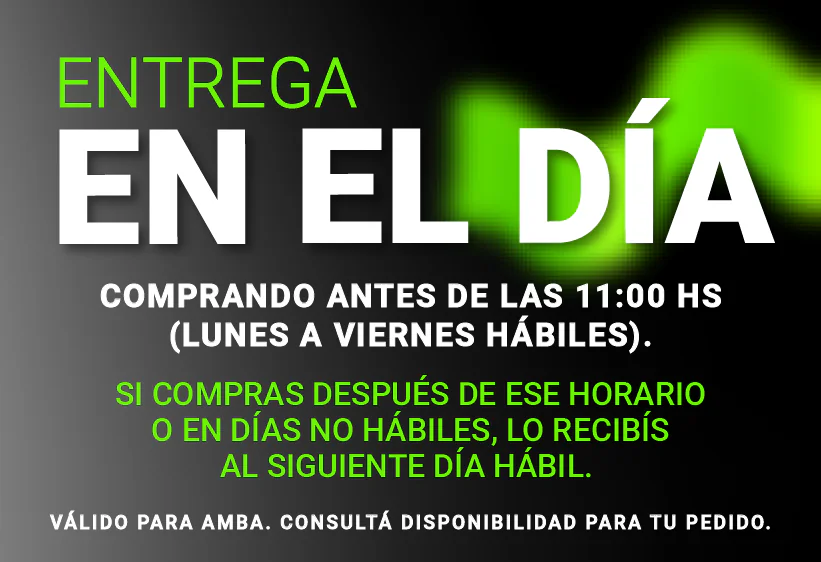 ENTREGA
EN EL DÍA
COMPRANDO ANTES DE LAS 11:00 HS
(LUNES A VIERNES HÁBILES).
SI COMPRAS DESPUÉS DE ESE HORARIO
O EN DÍAS NO HÁBILES, LO RECIBÍS
AL SIGUIENTE DÍA HÁBIL.
VÁLIDO PARA AMBA. CONSULTÁ DISPONIBILIDAD PARA TU PEDIDO.